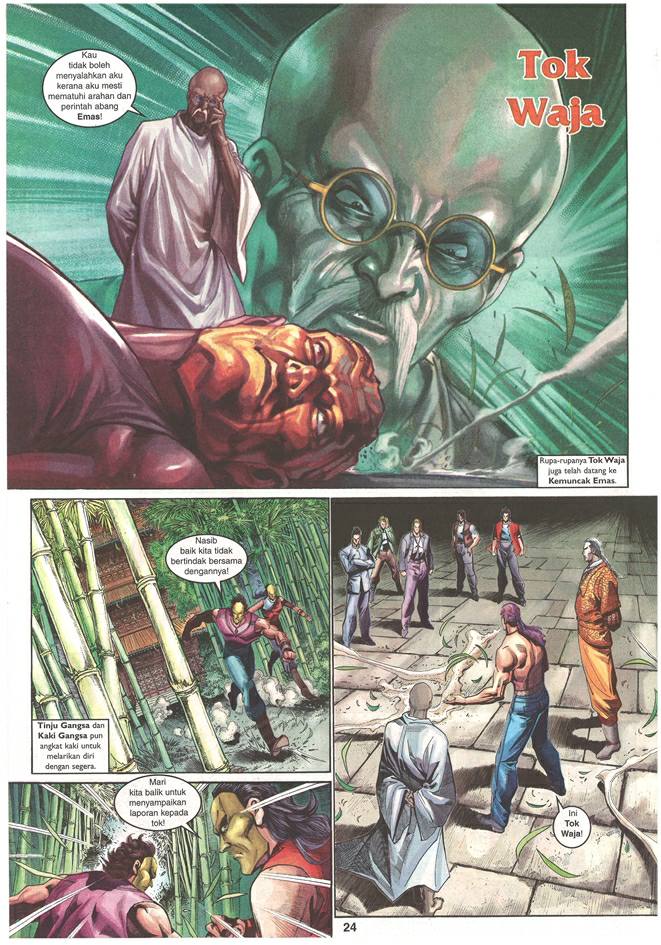 Kau
tidak boleh
menyalahkan aku
kerana aku mesti
mematuhi arahan dan
perintah abang
Emas!
Tok
Waja
Rupa-rupanya Tok Waja
juga telah datang ke
Kemuncak Emas.
Nasib
baik kita tidak
bertindak bersama
dengannya!
Tinju Gangsa dan
Kaki Gangsa pun
angkat kaki untuk
melarikan diri
dengan segera.
Mari
kita balik untuk
menyampaikan
laporan kepada
tok!
Ini
Tok
Waja!
24